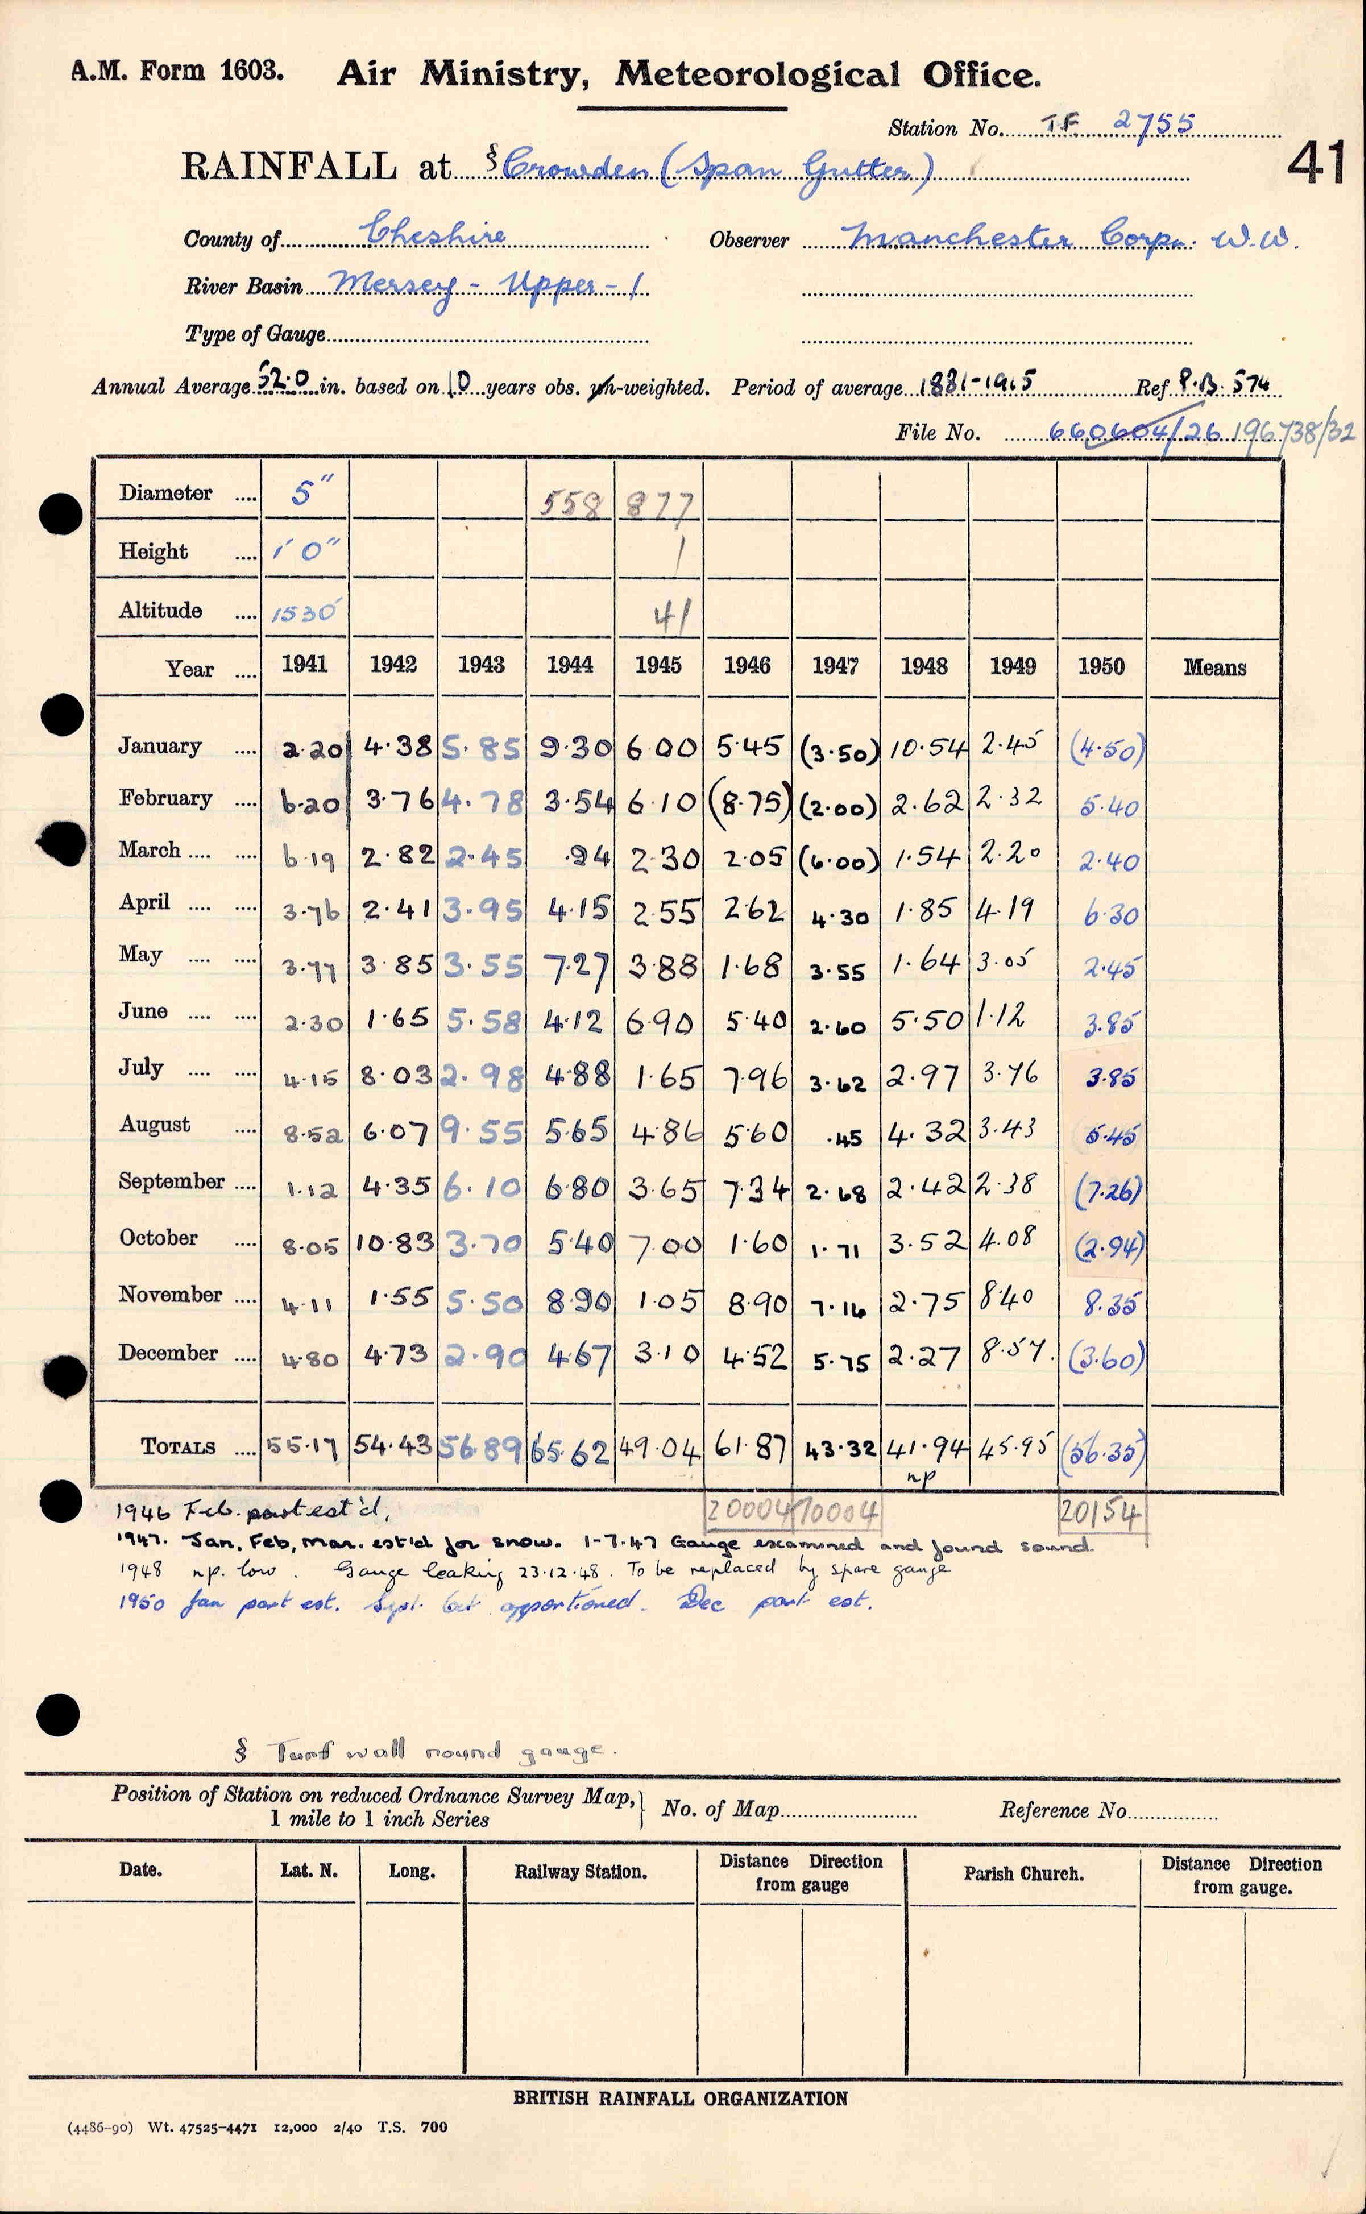 A.M. Form 1603. Air Ministry, Meteorological Office.
Station No. TF 2755
41
RAINFALL at § Crowden (Span Gutter)
County of Cheshire Observer Manchester Corpn. W.W.
River Basin Mersey - Upper - 1
Type of Gauge
Annual Average 52.0 in. based on 10 years obs. un-weighted. Period of average 1881-1915 Ref P.B. 574
File No. 660604/26 196738/32
Diameter 5" 558 877
Height 1' 0" 1
Altitude 1530 41
Year 1941 1942 1943 1944 1945 1946 1947 1948 1949 1950 Means
January 2.20 4.38 5.85 9.30 6.00 5.45 (3.50) 10.54 2.45 (4.50)
February 6.20 3.76 4.78 3.54 6.10 (8.75) (2.00) 2.62 2.32 5.40
March 6.19 2.82 2.45 .94 2.30 2.05 (6.00) 1.54 2.20 2.40
April 3.76 2.41 3.95 4.15 2.55 2.62 4.30 1.85 4.19 6.30
May 3.77 3.85 3.55 7.27 3.88 1.68 3.55 1.64 3.05 2.45
June 2.30 1.65 5.58 4.12 6.90 5.40 2.60 5.50 1.12 3.85
July 4.15 8.03 2.98 4.88 1.65 7.96 3.62 2.97 3.76 3.85
August 8.52 6.07 9.55 5.65 4.86 5.60 .45 4.32 3.43 5.45
September 1.12 4.35 6.10 6.80 3.65 7.34 2.68 2.42 2.38 (7.26)
October 8.05 10.83 3.70 5.40 7.00 1.60 1.71 3.52 4.08 (2.94)
November 4.11 1.55 5.50 8.90 1.05 8.90 7.16 2.75 8.40 8.35
December 4.80 4.73 2.90 4.67 3.10 4.52 5.75 2.27 8.57. (3.60)
TOTALS 55.17 54.43 56.89 65.62 49.04 61.87 43.32 41.94 45.95 (56.35)
np
20004 70004 20154
1946 Feb. part est'd.
1947. Jan, Feb, Mar. est'd for snow. 1-7-47 Gauge examined and found sound.
1948 np. low. Gauge leaking 23.12.48. To be replaced by spare gauge
1950 Jan part est. Sept. Oct apportioned. Dec part est.
§ Turf wall round gauge.
Position of Station on reduced Ordnance Survey Map, 1 mile to 1 inch Series } No. of Map Reference No.
Date. Lat. N. Long. Railway Station. Distance Direction from gauge Parish Church. Distance Direction from gauge.
BRITISH RAINFALL ORGANIZATION
(4486-90) Wt. 47525-4471 12,000 2/40 T.S. 700